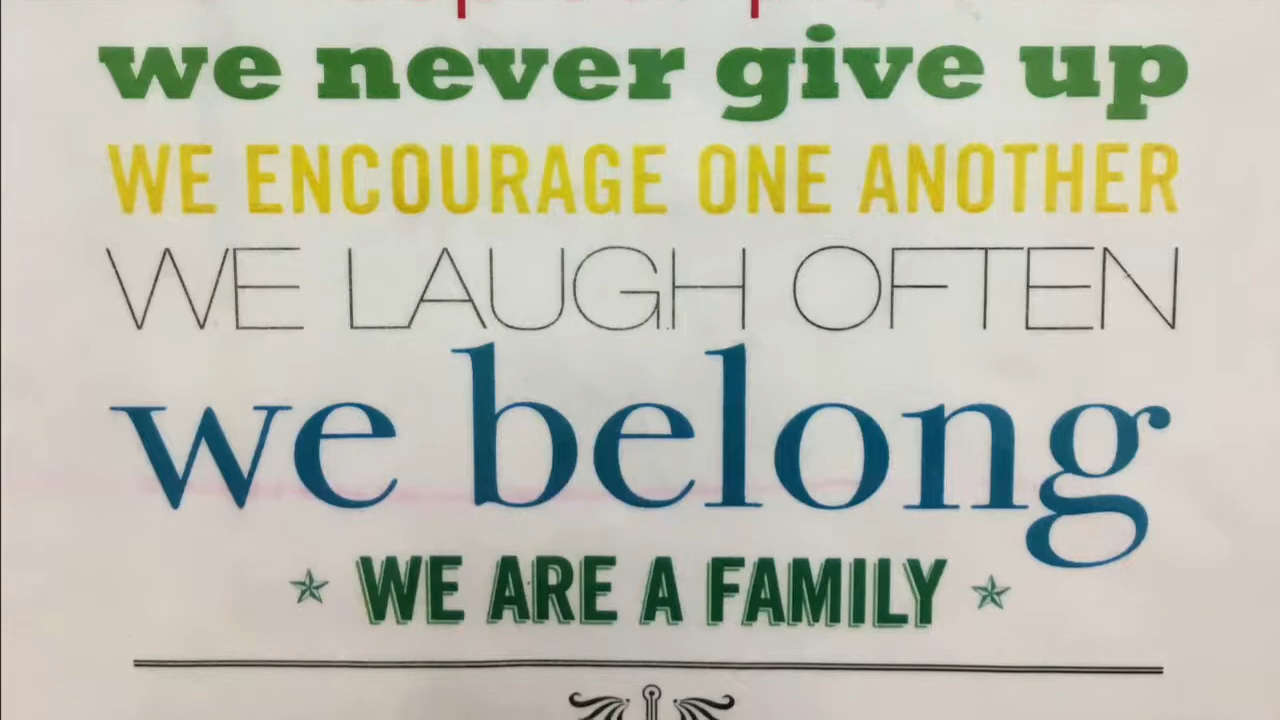 we never give up
WE ENCOURAGE ONE ANOTHER
WE LAUGH OFTEN
we belong
WE ARE A FAMILY